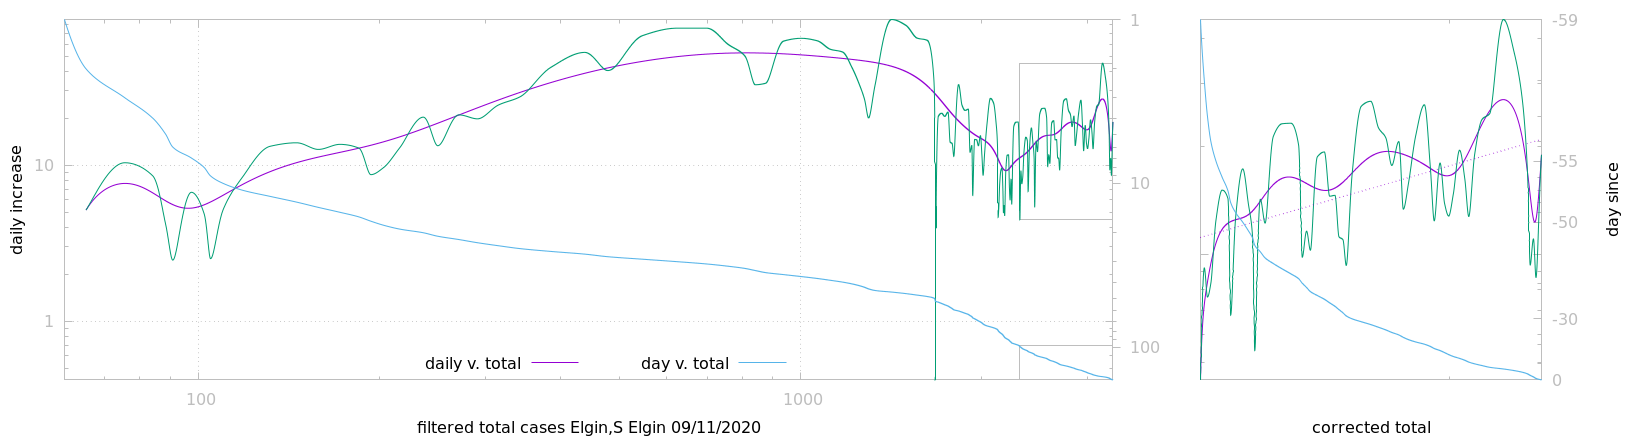 daily increase
10
1
daily v. total
day v. total
100
1000
filtered total cases Elgin,S Elgin 09/11/2020
1
10
100
-59
-55
-50
-30
0
day since
corrected total